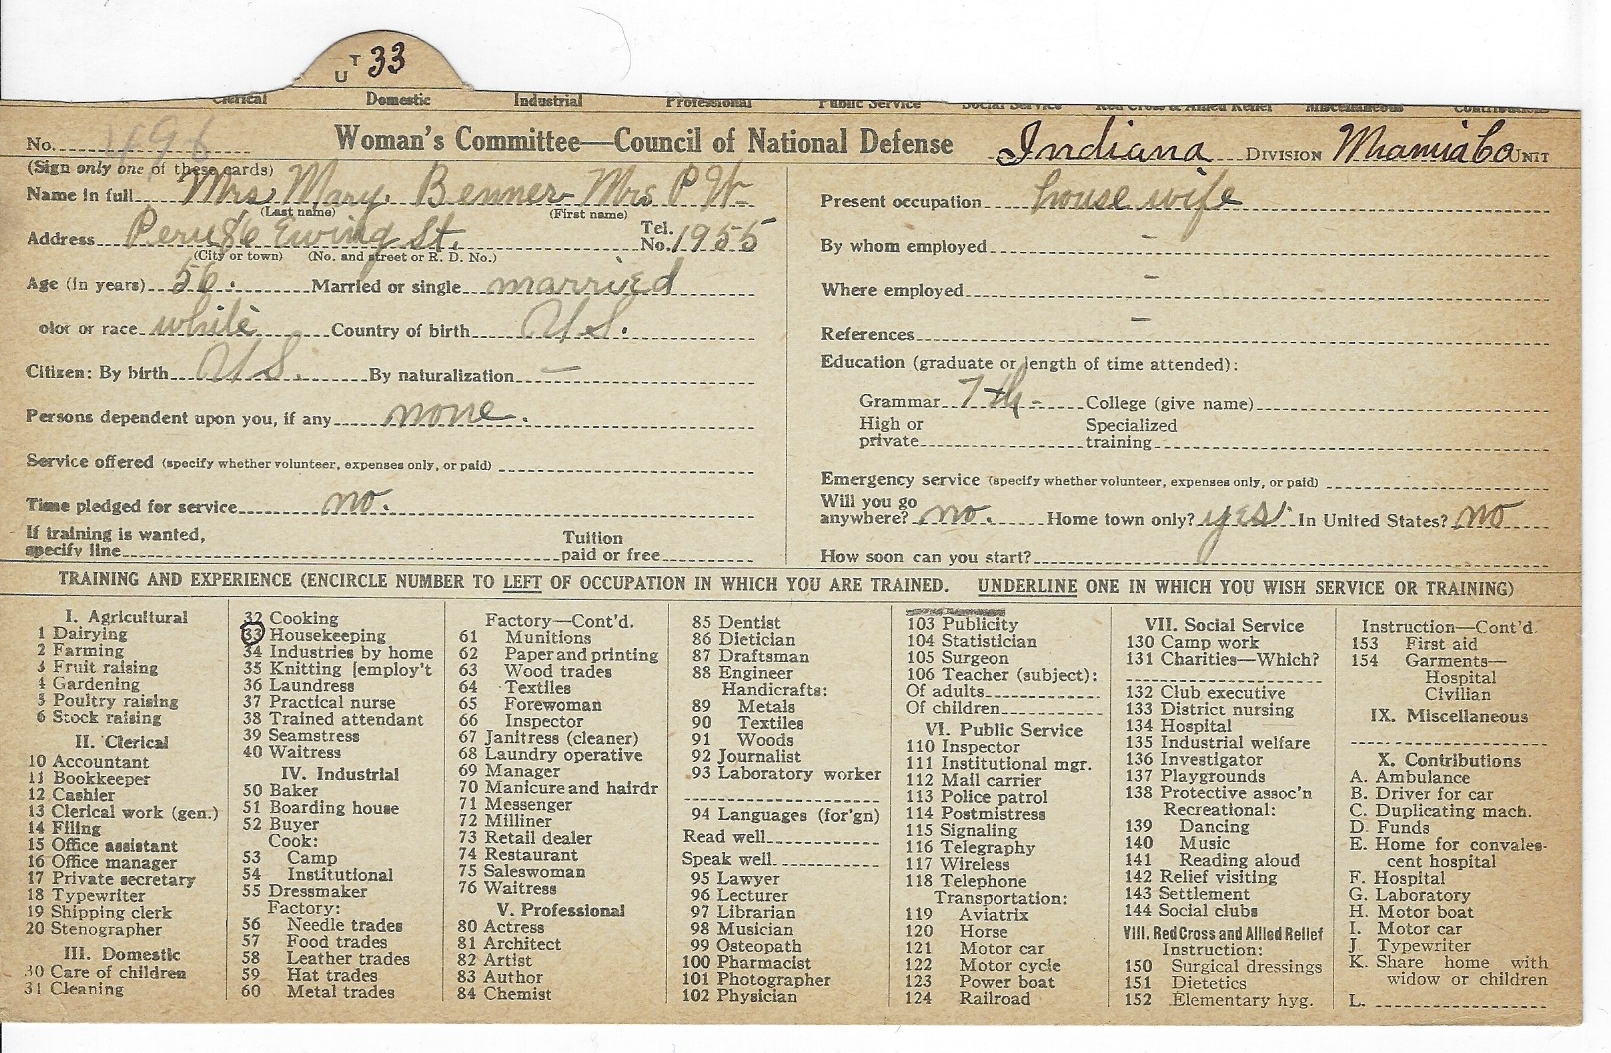 T U 33
Clerical Domestic Industrial Professional Public Service Social Service Red Cross & Allied Relief Miscellaneous Contributions
No. 496 Woman's Committee—Council of National Defense Indiana DIVISION Miamia Co UNIT
(Sign only one of these cards)
Name in full Mrs Mary Benner Mrs P W
(Last name) (First name)
Address Peru 86 Ewing St. Tel. No. 1955
(City or town) (No. and street or R. D. No.)
Age (in years) 56. Married or single married
olor or race white Country of birth U S.
Citizen: By birth U S. By naturalization —
Persons dependent upon you, if any none.
Service offered (specify whether volunteer, expenses only, or paid)
Time pledged for service no.
If training is wanted,
specify line Tuition paid or free
Present occupation house wife
By whom employed –
Where employed –
References –
Education (graduate or length of time attended):
Grammar 7th - College (give name)
High or private Specialized training
Emergency service (specify whether volunteer, expenses only, or paid)
Will you go anywhere? no. Home town only? yes. In United States? no
How soon can you start?
TRAINING AND EXPERIENCE (ENCIRCLE NUMBER TO LEFT OF OCCUPATION IN WHICH YOU ARE TRAINED. UNDERLINE ONE IN WHICH YOU WISH SERVICE OR TRAINING)
I. Agricultural
1 Dairying
2 Farming
3 Fruit raising
4 Gardening
5 Poultry raising
6 Stock raising
II. Clerical
10 Accountant
11 Bookkeeper
12 Cashier
13 Clerical work (gen.)
14 Filing
15 Office assistant
16 Office manager
17 Private secretary
18 Typewriter
19 Shipping clerk
20 Stenographer
III. Domestic
30 Care of children
31 Cleaning
32 Cooking
33 Housekeeping
34 Industries by home
35 Knitting [employ't
36 Laundress
37 Practical nurse
38 Trained attendant
39 Seamstress
40 Waitress
IV. Industrial
50 Baker
51 Boarding house
52 Buyer
Cook:
53 Camp
54 Institutional
55 Dressmaker
Factory:
56 Needle trades
57 Food trades
58 Leather trades
59 Hat trades
60 Metal trades
Factory—Cont'd.
61 Munitions
62 Paper and printing
63 Wood trades
64 Textiles
65 Forewoman
66 Inspector
67 Janitress (cleaner)
68 Laundry operative
69 Manager
70 Manicure and hairdr
71 Messenger
72 Milliner
73 Retail dealer
74 Restaurant
75 Saleswoman
76 Waitress
V. Professional
80 Actress
81 Architect
82 Artist
83 Author
84 Chemist
85 Dentist
86 Dietician
87 Draftsman
88 Engineer
Handicrafts:
89 Metals
90 Textiles
91 Woods
92 Journalist
93 Laboratory worker
94 Languages (for'gn)
Read well
Speak well
95 Lawyer
96 Lecturer
97 Librarian
98 Musician
99 Osteopath
100 Pharmacist
101 Photographer
102 Physician
103 Publicity
104 Statistician
105 Surgeon
106 Teacher (subject):
Of adults
Of children
VI. Public Service
110 Inspector
111 Institutional mgr.
112 Mail carrier
113 Police patrol
114 Postmistress
115 Signaling
116 Telegraphy
117 Wireless
118 Telephone
Transportation:
119 Aviatrix
120 Horse
121 Motor car
122 Motor cycle
123 Power boat
124 Railroad
VII. Social Service
130 Camp work
131 Charities—Which?
132 Club executive
133 District nursing
134 Hospital
135 Industrial welfare
136 Investigator
137 Playgrounds
138 Protective assoc'n
Recreational:
139 Dancing
140 Music
141 Reading aloud
142 Relief visiting
143 Settlement
144 Social clubs
VIII. Red Cross and Allied Relief
Instruction:
150 Surgical dressings
151 Dietetics
152 Elementary hyg.
Instruction—Cont'd.
153 First aid
154 Garments—
Hospital
Civilian
IX. Miscellaneous
X. Contributions
A. Ambulance
B. Driver for car
C. Duplicating mach.
D. Funds
E. Home for convales-
cent hospital
F. Hospital
G. Laboratory
H. Motor boat
I. Motor car
J. Typewriter
K. Share home with
widow or children
L.